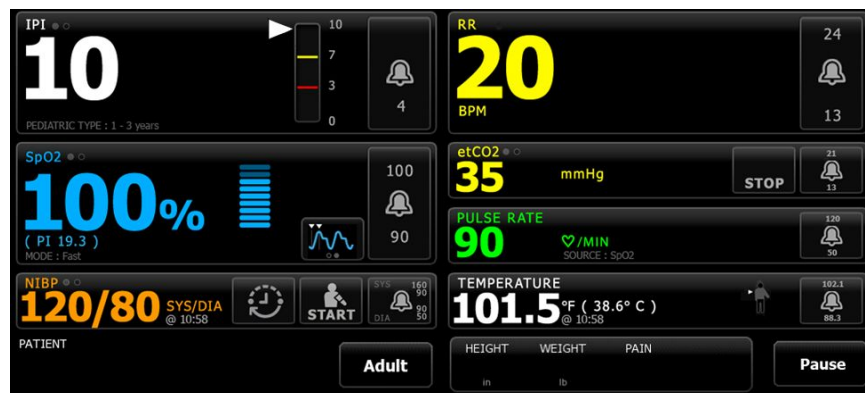 IPI
10
10
7
3
0
4
PEDIATRIC TYPE : 1 - 3 years
RR
20
BPM
24
13
SpO2
100%
( PI 19.3 )
MODE : Fast
100
90
etCO2
35
mmHg
STOP
21
13
PULSE RATE
90
/MIN
SOURCE : SpO2
120
50
NIBP
120/80 SYS/DIA
@ 10:58
START
SYS 160
90
90
DIA 50
TEMPERATURE
101.5 °F ( 38.6° C )
@ 10:58
102.1
88.3
PATIENT
Adult
HEIGHT WEIGHT PAIN
in lb
Pause